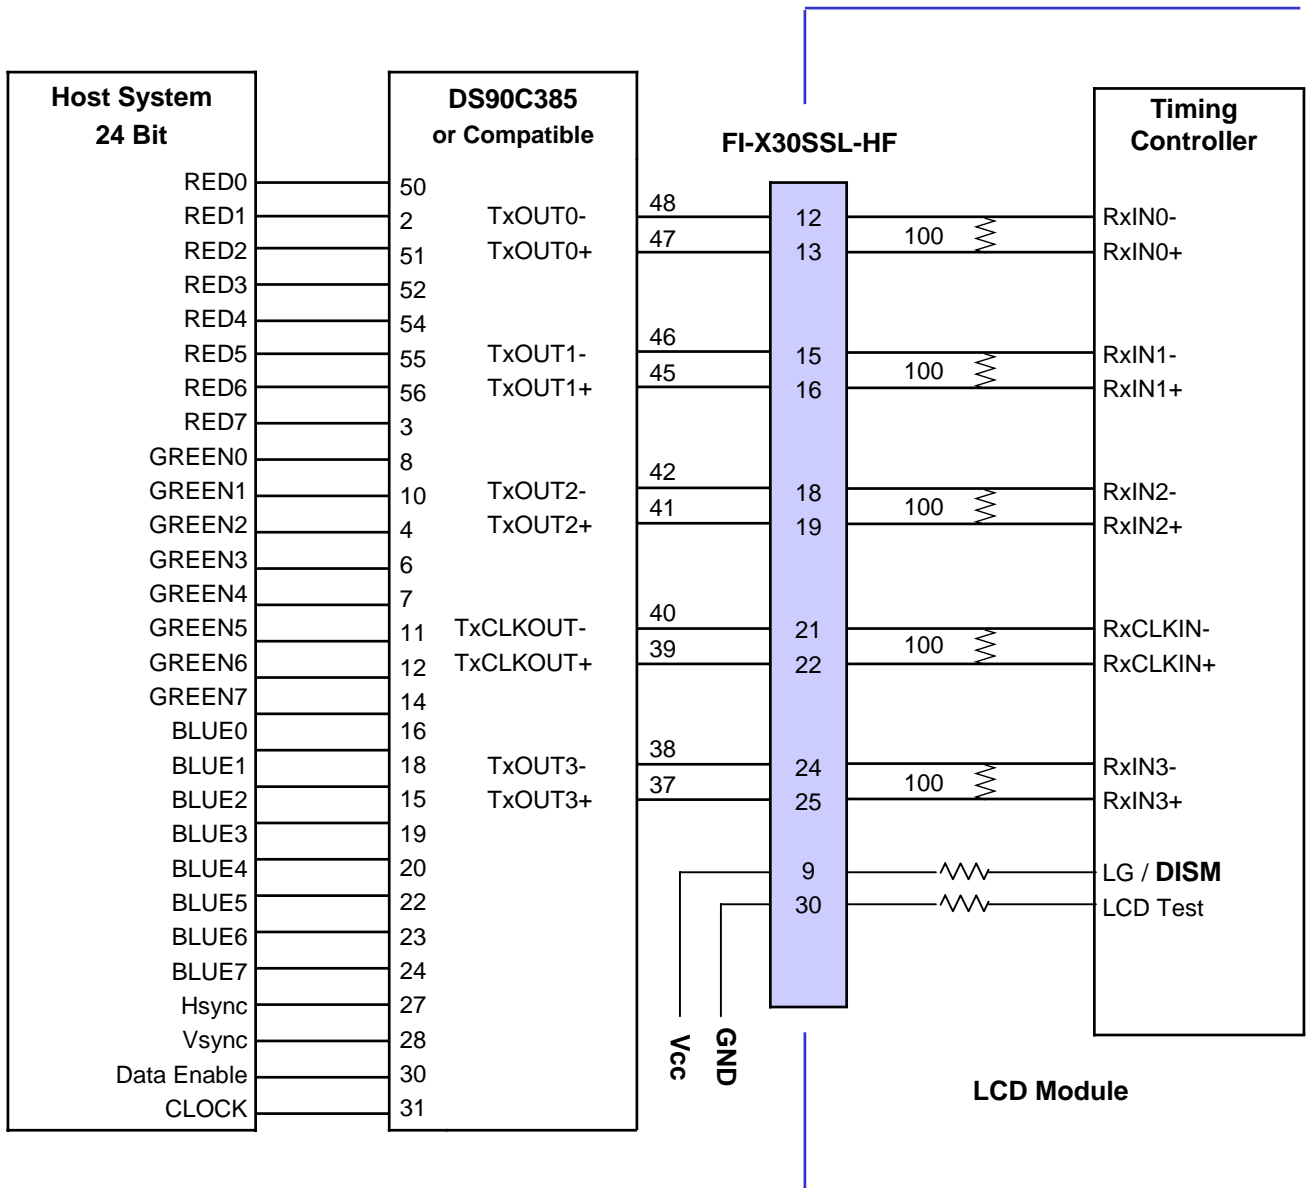 Host System
24 Bit
DS90C385
or Compatible
FI-X30SSL-HF
Timing
Controller
RED0 50
RED1 2 TxOUT0- 48 12 RxIN0-
100
RED2 51 TxOUT0+ 47 13 RxIN0+
RED3 52
RED4 54
RED5 55 TxOUT1- 46 15 RxIN1-
100
RED6 56 TxOUT1+ 45 16 RxIN1+
RED7 3
GREEN0 8
GREEN1 10 TxOUT2- 42 18 RxIN2-
100
GREEN2 4 TxOUT2+ 41 19 RxIN2+
GREEN3 6
GREEN4 7
GREEN5 11 TxCLKOUT- 40 21 RxCLKIN-
100
GREEN6 12 TxCLKOUT+ 39 22 RxCLKIN+
GREEN7 14
BLUE0 16
BLUE1 18 TxOUT3- 38 24 RxIN3-
100
BLUE2 15 TxOUT3+ 37 25 RxIN3+
BLUE3 19
BLUE4 20 9 LG / DISM
BLUE5 22 30 LCD Test
BLUE6 23
BLUE7 24
Hsync 27
Vsync 28
Data Enable 30
CLOCK 31
Vcc
GND
LCD Module